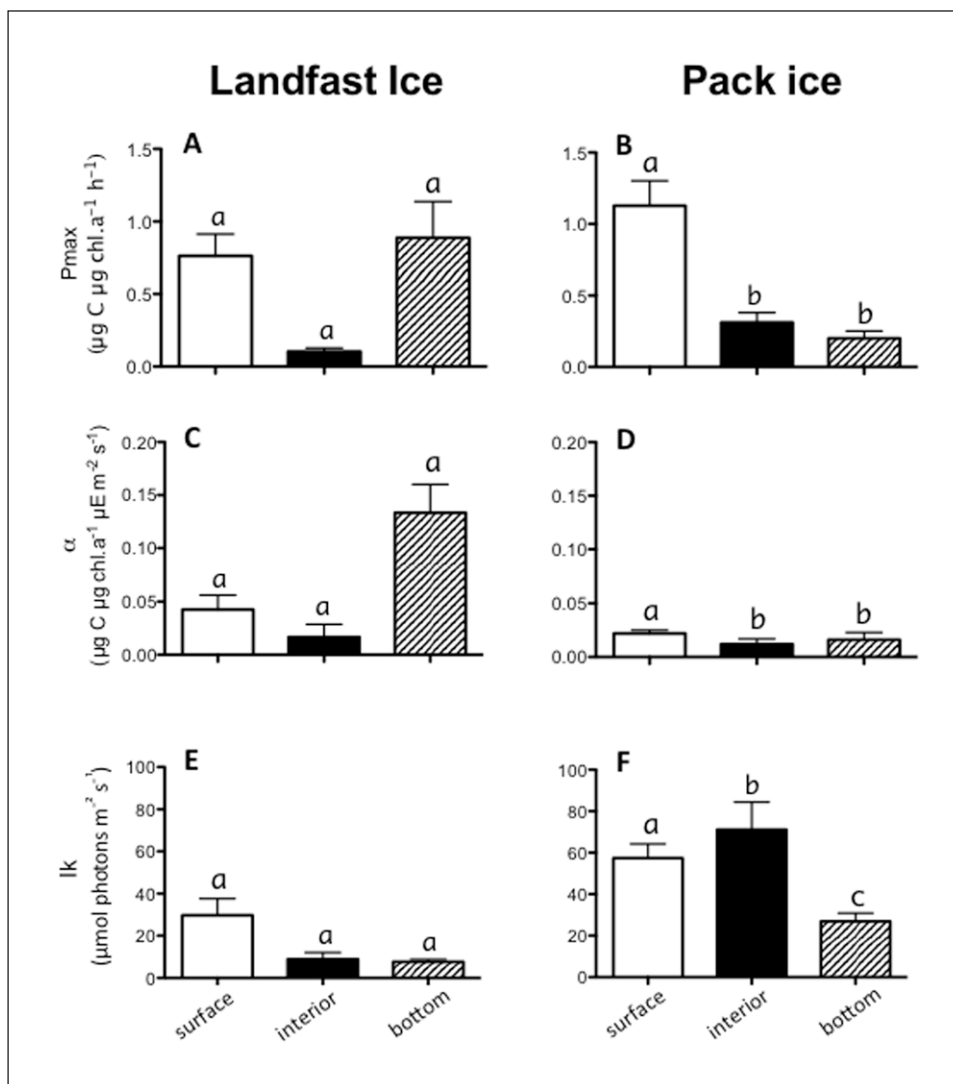 Landfast Ice
Pack ice
A
Pmax
(µg C µg chl.a⁻¹ h⁻¹)
1.5
1.0
0.5
0.0
a
a
a
B
1.5
1.0
0.5
0.0
a
b
b
C
α
(µg C µg chl.a⁻¹ µE m⁻² s⁻¹)
0.20
0.15
0.10
0.05
0.00
a
a
a
D
0.20
0.15
0.10
0.05
0.00
a
b
b
E
Ik
(µmol photons m⁻² s⁻¹)
100
80
60
40
20
0
a
a
a
surface
interior
bottom
F
100
80
60
40
20
0
a
b
c
surface
interior
bottom